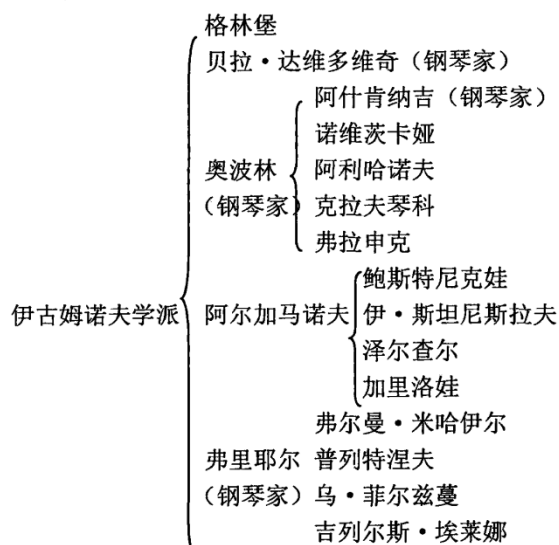 格林堡
贝拉·达维多维奇（钢琴家）
阿什肯纳吉（钢琴家）
诺维茨卡娅
奥波林 阿利哈诺夫
（钢琴家） 克拉夫琴科
弗拉申克
鲍斯特尼克娃
伊古姆诺夫学派 阿尔加马诺夫 伊·斯坦尼斯拉夫
泽尔查尔
加里洛娃
弗尔曼·米哈伊尔
弗里耶尔 普列特涅夫
（钢琴家） 乌·菲尔兹蔓
吉列尔斯·埃莱娜